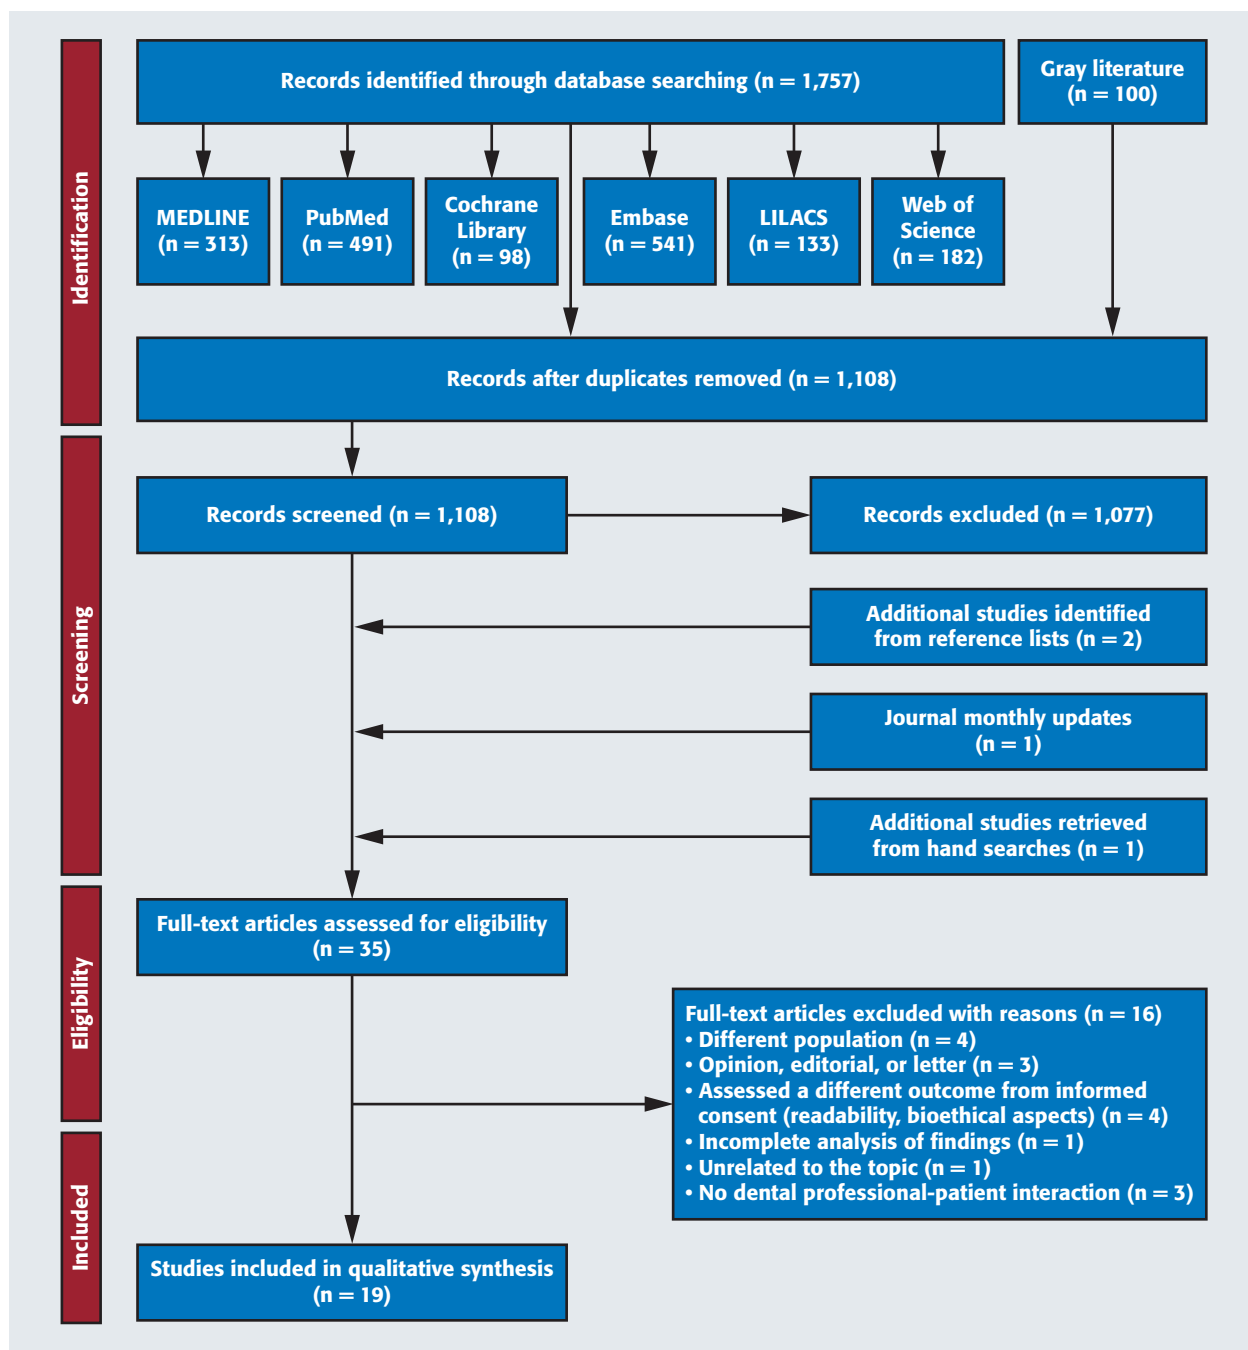 Identification
Records identified through database searching (n = 1,757)
Gray literature
(n = 100)
MEDLINE
(n = 313)
PubMed
(n = 491)
Cochrane
Library
(n = 98)
Embase
(n = 541)
LILACS
(n = 133)
Web of
Science
(n = 182)
Records after duplicates removed (n = 1,108)
Screening
Records screened (n = 1,108)
Records excluded (n = 1,077)
Additional studies identified
from reference lists (n = 2)
Journal monthly updates
(n = 1)
Additional studies retrieved
from hand searches (n = 1)
Eligibility
Full-text articles assessed for eligibility
(n = 35)
Full-text articles excluded with reasons (n = 16)
• Different population (n = 4)
• Opinion, editorial, or letter (n = 3)
• Assessed a different outcome from informed
consent (readability, bioethical aspects) (n = 4)
• Incomplete analysis of findings (n = 1)
• Unrelated to the topic (n = 1)
• No dental professional-patient interaction (n = 3)
Included
Studies included in qualitative synthesis
(n = 19)